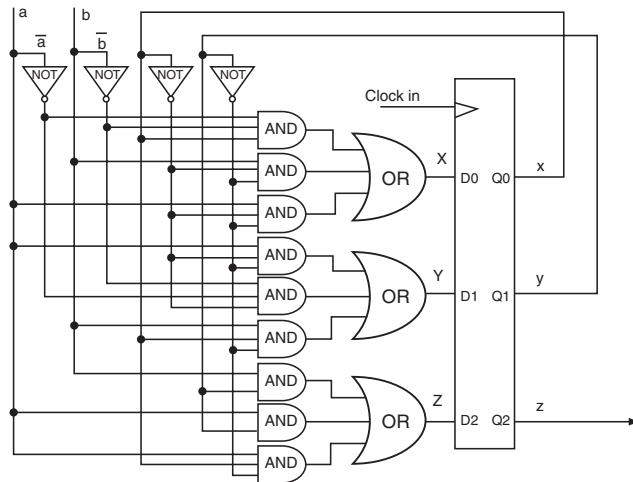 a
b
a̅
b̅
NOT
NOT
NOT
NOT
Clock in
AND
AND
AND
AND
AND
AND
AND
AND
AND
OR
OR
OR
X
Y
Z
D0
Q0
D1
Q1
D2
Q2
x
y
z